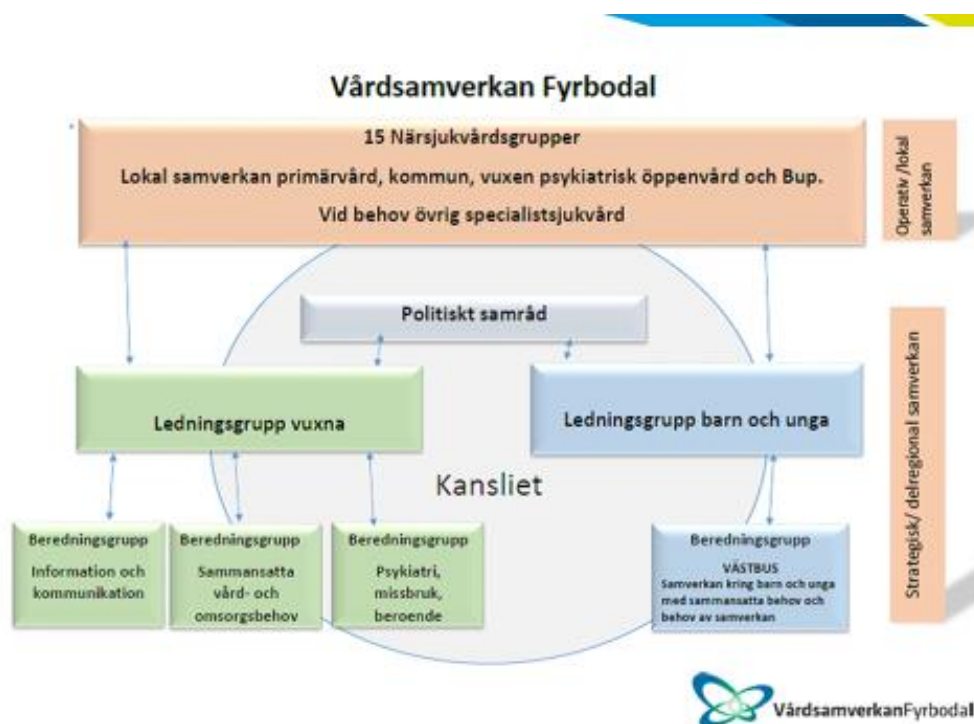 Vårdsamverkan Fyrbodal
15 Närsjukvårdsgrupper
Lokal samverkan primärvård, kommun, vuxen psykiatrisk öppenvård och Bup.
Vid behov övrig specialistsjukvård
Operativ /lokal
samverkan
Politiskt samråd
Ledningsgrupp vuxna
Ledningsgrupp barn och unga
Kansliet
Strategisk/ delregional samverkan
Beredningsgrupp
Information och
kommunikation
Beredningsgrupp
Sammansatta
vård- och
omsorgsbehov
Beredningsgrupp
Psykiatri,
missbruk,
beroende
Beredningsgrupp
VÄSTBUS
Samverkan kring barn och unga
med sammansatta behov och
behov av samverkan
VårdsamverkanFyrbodal